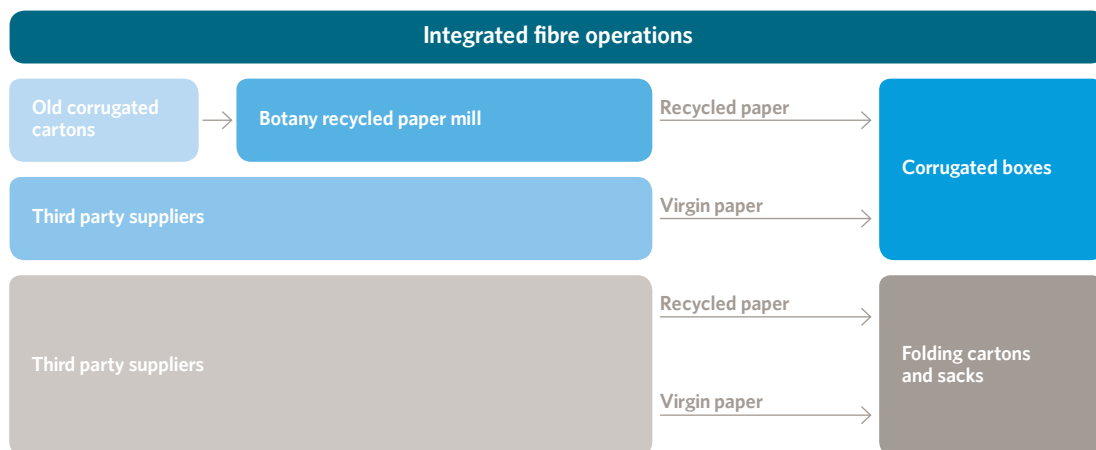 Integrated fibre operations
Old corrugated
cartons
Botany recycled paper mill
Recycled paper
Corrugated boxes
Third party suppliers
Virgin paper
Third party suppliers
Recycled paper
Folding cartons
and sacks
Virgin paper